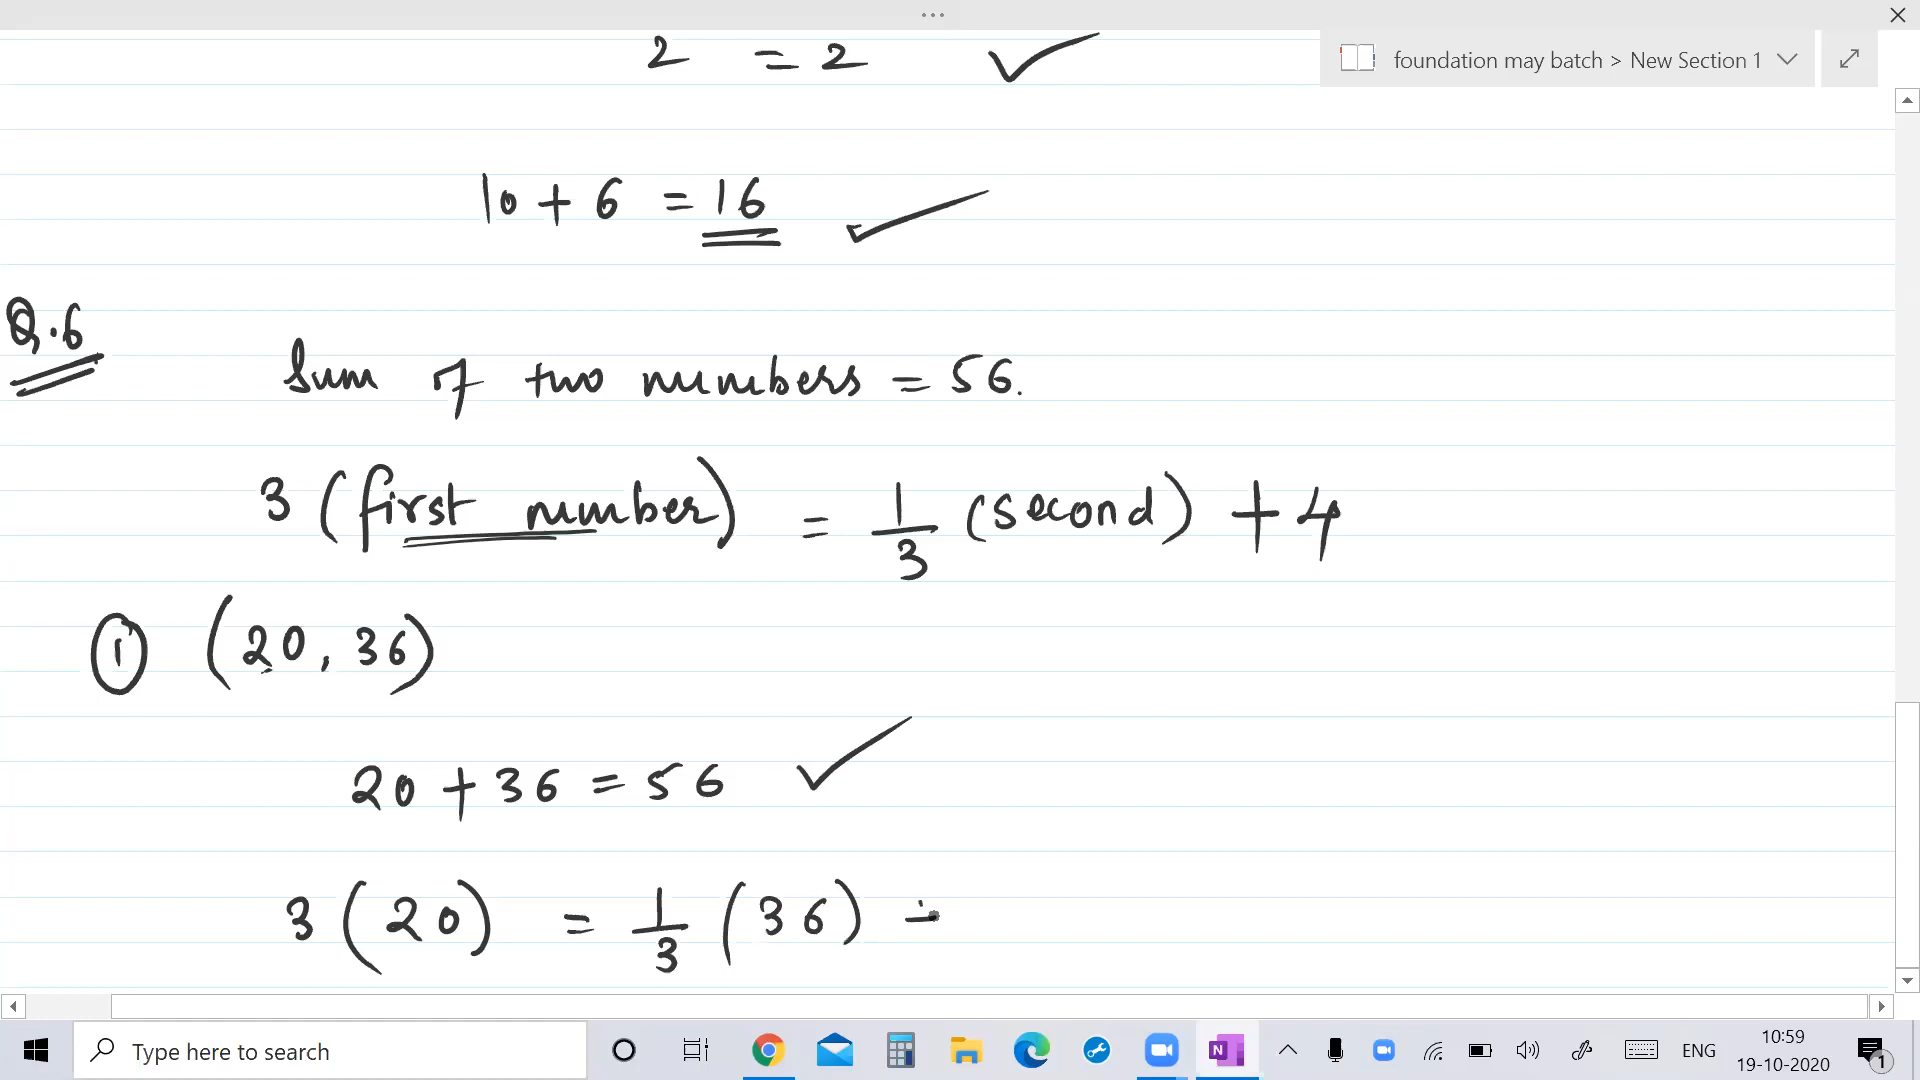 2 = 2 ✓
foundation may batch > New Section 1
10 + 6 = 16 ✓
Q.6
Sum of two numbers = 56.
3 (first number) = 1/3 (second) + 4
① (20, 36)
20 + 36 = 56 ✓
3 (20) = 1/3 (36)
Type here to search
ENG
10:59
19-10-2020
1